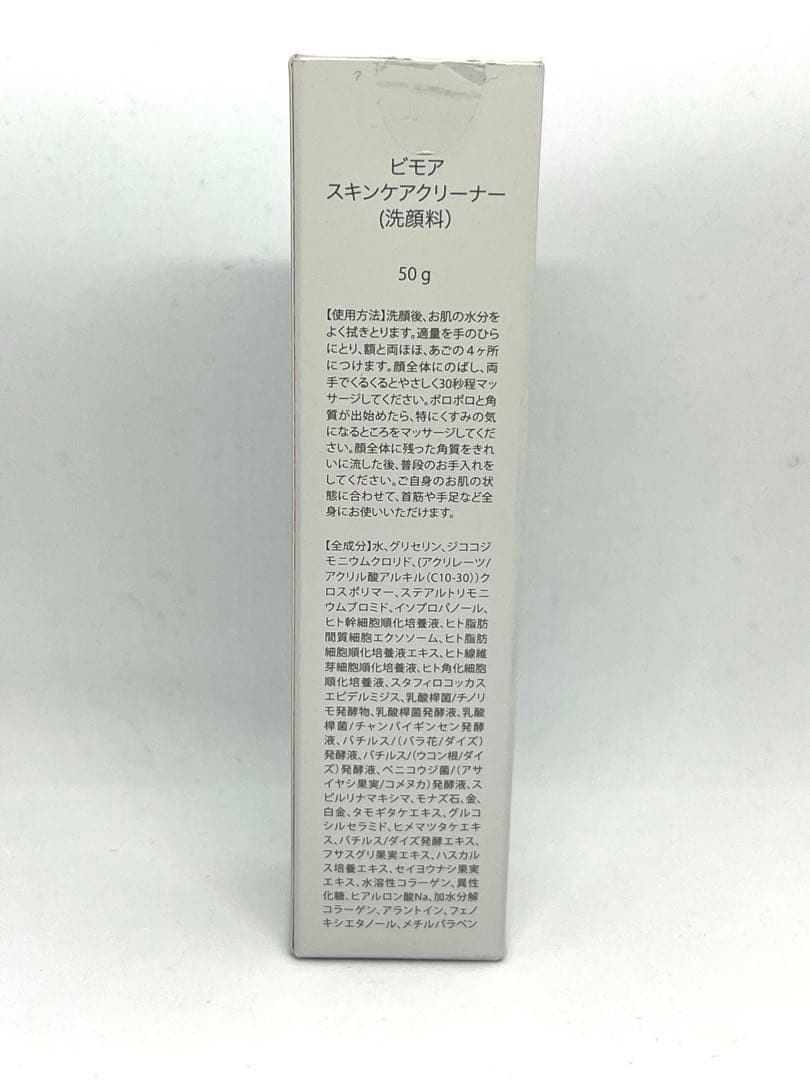 ビモア
スキンケアクリーナー
(洗顔料)
50 g
【使用方法】洗顔後、お肌の水分を
よく拭きとります。適量を手のひら
にとり、額と両ほほ、あごの4ヶ所
につけます。顔全体にのばし、両
手でくるくるとやさしく30秒程マッ
サージしてください。ポロポロと角
質が出始めたら、特にくすみの気
になるところをマッサージしてくだ
さい。顔全体に残った角質をきれ
いに流した後、普段のお手入れを
してください。ご自身のお肌の状
態に合わせて、首筋や手足など全
身にお使いいただけます。
【全成分】水、グリセリン、ジココジ
モニウムクロリド、(アクリレーツ/
アクリル酸アルキル(C10-30))ク
ロスポリマー、ステアルトリモニ
ウムブロミド、イソプロパノール、
ヒト幹細胞順化培養液、ヒト脂肪
間質細胞エクソソーム、ヒト脂肪
細胞順化培養液エキス、ヒト線維
芽細胞順化培養液、ヒト角化細胞
順化培養液、スタフィロコッカス
エピデルミジス、乳酸桿菌/チノリ
モ発酵物、乳酸桿菌発酵液、乳酸
桿菌/チャンバイギンセン発酵
液、バチルス/(バラ花/ダイズ)
発酵液、バチルス/(ウコン根/ダイ
ズ)発酵液、ベニコウジ菌/(アサ
イヤシ果実/コメヌカ)発酵液、ス
ピルリナマキシマ、モナズ石、金、
白金、タモギタケエキス、グルコ
シルセラミド、ヒメマツタケエキ
ス、バチルス/ダイズ発酵エキス、
フサスグリ果実エキス、ハスカル
ス培養エキス、セイヨウナシ果実
エキス、水溶性コラーゲン、異性
化糖、ヒアルロン酸Na、加水分解
コラーゲン、アラントイン、フェノ
キシエタノール、メチルパラベン